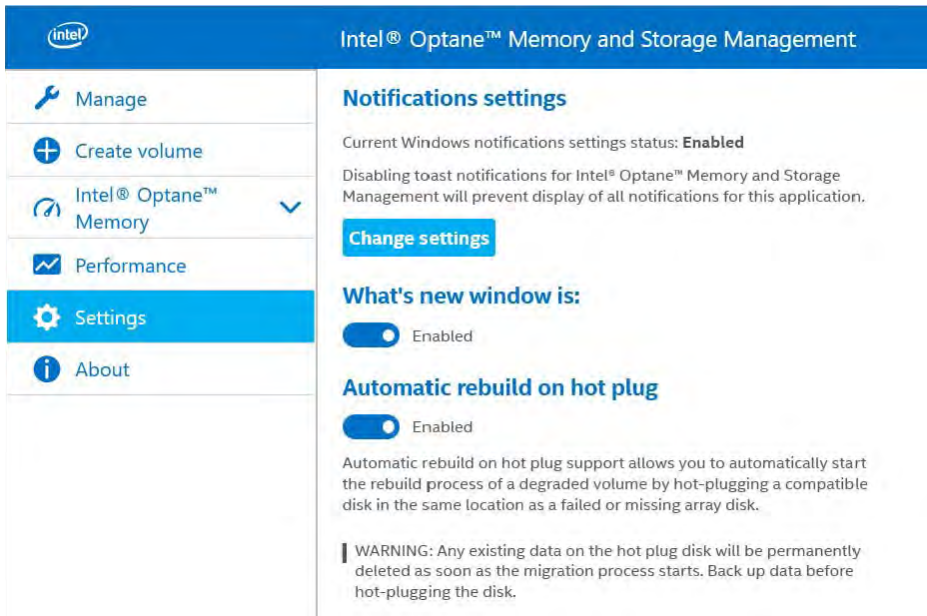 intel
Intel® Optane™ Memory and Storage Management
Manage
Create volume
Intel® Optane™
Memory
Performance
Settings
About
Notifications settings
Current Windows notifications settings status: Enabled
Disabling toast notifications for Intel® Optane™ Memory and Storage
Management will prevent display of all notifications for this application.
Change settings
What's new window is:
Enabled
Automatic rebuild on hot plug
Enabled
Automatic rebuild on hot plug support allows you to automatically start
the rebuild process of a degraded volume by hot-plugging a compatible
disk in the same location as a failed or missing array disk.
WARNING: Any existing data on the hot plug disk will be permanently
deleted as soon as the migration process starts. Back up data before
hot-plugging the disk.